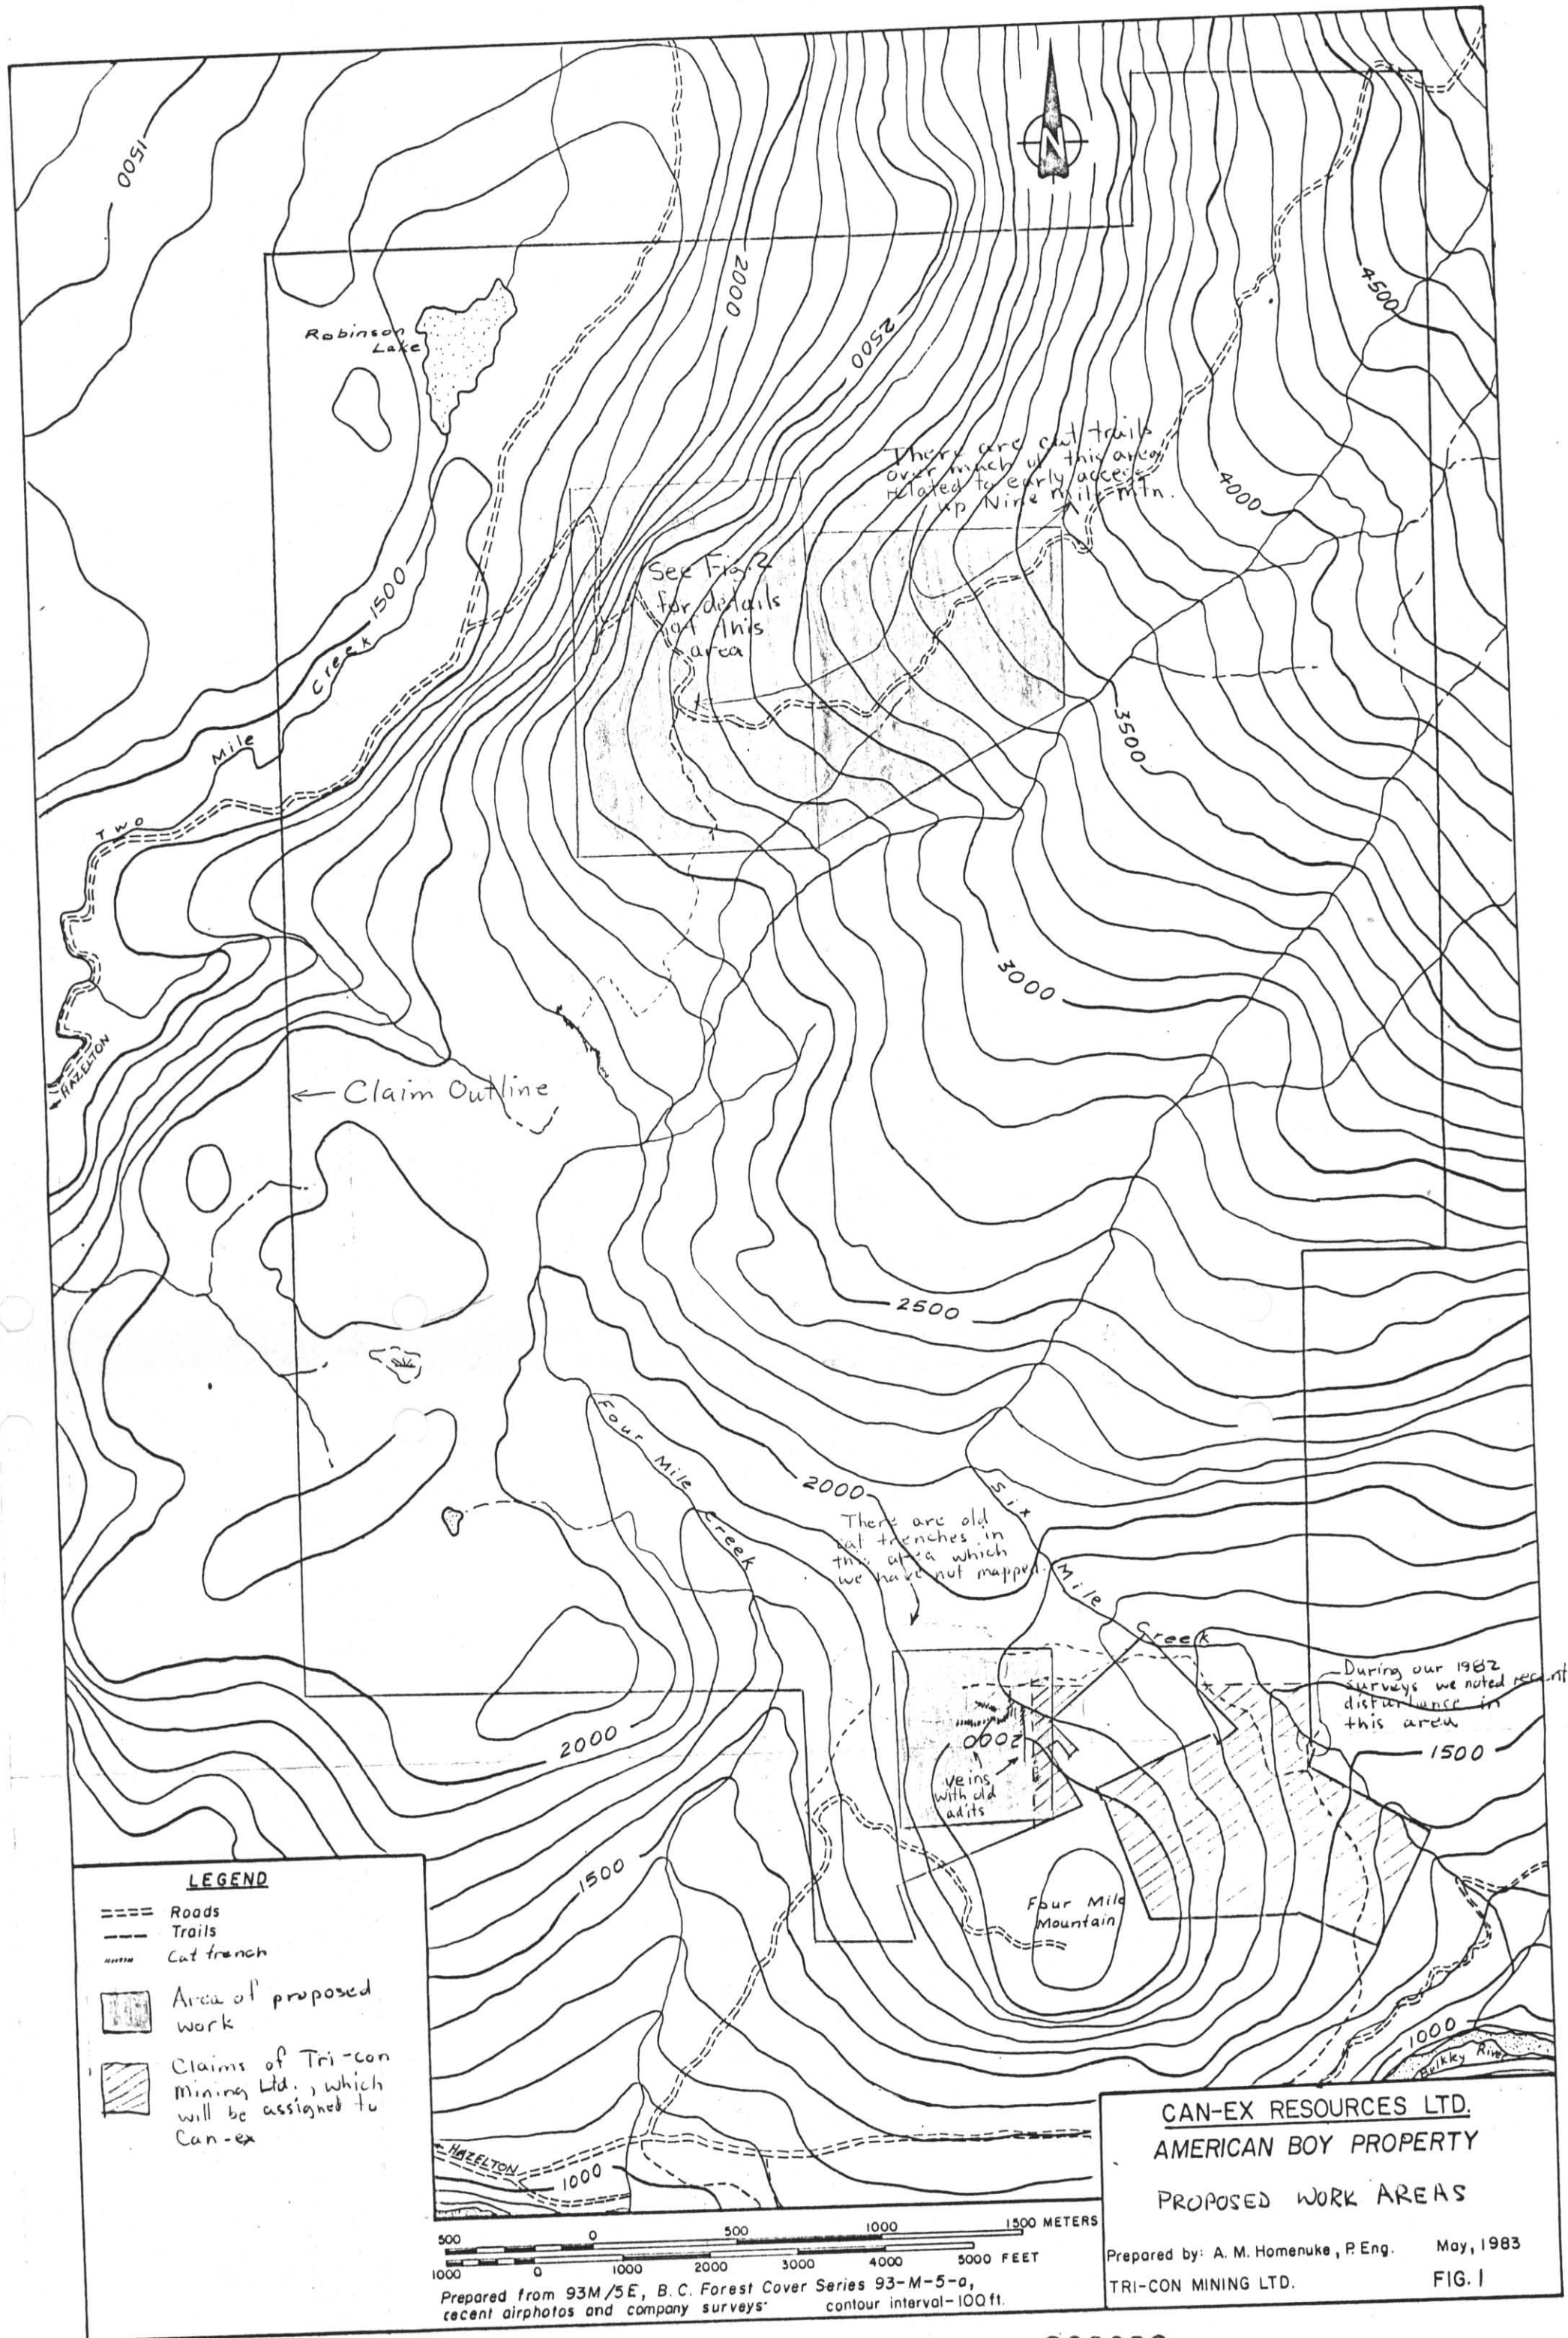 1500
N
2000
4500
Robinson
Lake
2500
There are cat trails
over much of this area
related to early access
up Nine mile mtn.
4000
See Fig. 2
for details
of this
area
1500
Creek
Mile
Two
3500
3000
HAZELTON
← Claim Outline
2500
Four Mile Creek
2000
Six Mile Creek
There are old
cat trenches in
this area which
we have not mapped.
During our 1982
surveys we noted recent
disturbance in
this area
2000
1500
veins
with old
adits
2000
1500
Four Mile
Mountain
LEGEND
Roads
Trails
Cat trench
Area of proposed
work
Claims of Tri-con
Mining Ltd., which
will be assigned to
Can-ex
1000
Bulkley River
HAZELTON
1000
CAN-EX RESOURCES LTD.
AMERICAN BOY PROPERTY
PROPOSED WORK AREAS
Prepared by: A. M. Homenuke, P. Eng. May, 1983
TRI-CON MINING LTD. FIG. 1
500 0 500 1000 1500 METERS
1000 0 1000 2000 3000 4000 5000 FEET
Prepared from 93M/5E, B.C. Forest Cover Series 93-M-5-a,
recent airphotos and company surveys· contour interval-100 ft.